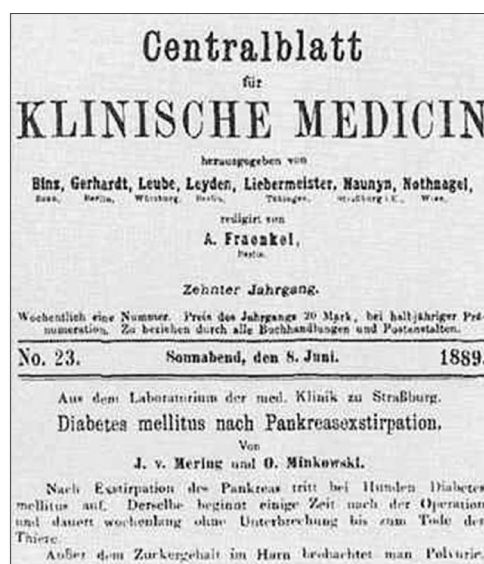 Centralblatt
für
KLINISCHE MEDICIN
herausgegeben von
Binz, Gerhardt, Leube, Leyden, Liebermeister, Naunyn, Nothnagel,
Bonn, Berlin, Würzburg, Berlin, Tübingen, Straßburg i.E., Wien,
redigirt von
A. Fraenkel,
Berlin.
Zehnter Jahrgang.
Wochentlich eine Nummer. Preis des Jahrgangs 20 Mark, bei halbjähriger Prä-
numeration. Zu beziehen durch alle Buchhandlungen und Postanstalten.
No. 23. Sonnabend, den 8. Juni. 1889.
Aus dem Laboratorium der med. Klinik zu Straßburg.
Diabetes mellitus nach Pankreasexstirpation.
Von
J. v. Mering und O. Minkowski.
Nach Exstirpation des Pankreas tritt bei Hunden Diabetes
mellitus auf. Derselbe beginnt einige Zeit nach der Operation
und dauert wochenlang ohne Unterbrechung bis zum Tode der
Thiere.
Außer dem Zuckergehalt im Harn beobachtet man Polyurie,